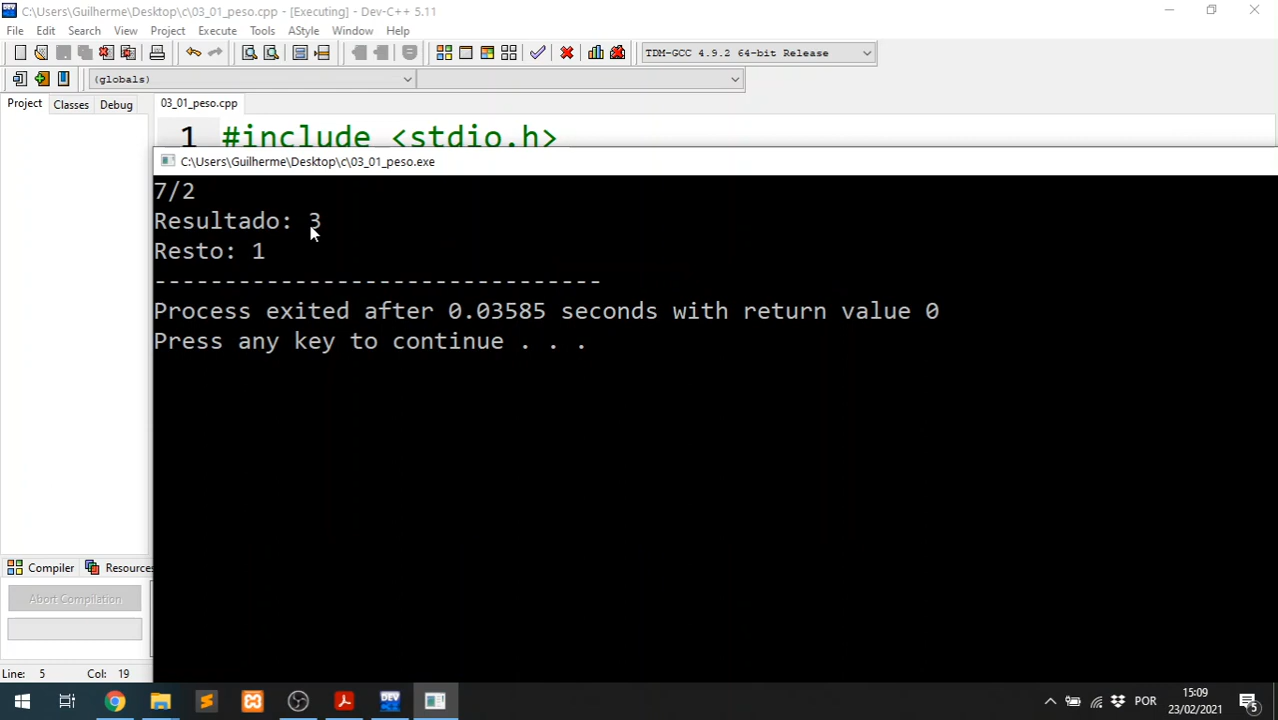 C:\Users\Guilherme\Desktop\c\03_01_peso.cpp - [Executing] - Dev-C++ 5.11
File Edit Search View Project Execute Tools AStyle Window Help
TDM-GCC 4.9.2 64-bit Release
(globals)
Project Classes Debug 03_01_peso.cpp
1 #include <stdio.h>
C:\Users\Guilherme\Desktop\c\03_01_peso.exe
7/2
Resultado: 3
Resto: 1
--------------------------------
Process exited after 0.03585 seconds with return value 0
Press any key to continue . . .
Compiler Resources
Abort Compilation
Line: 5 Col: 19
DEV
POR
15:09
23/02/2021
5